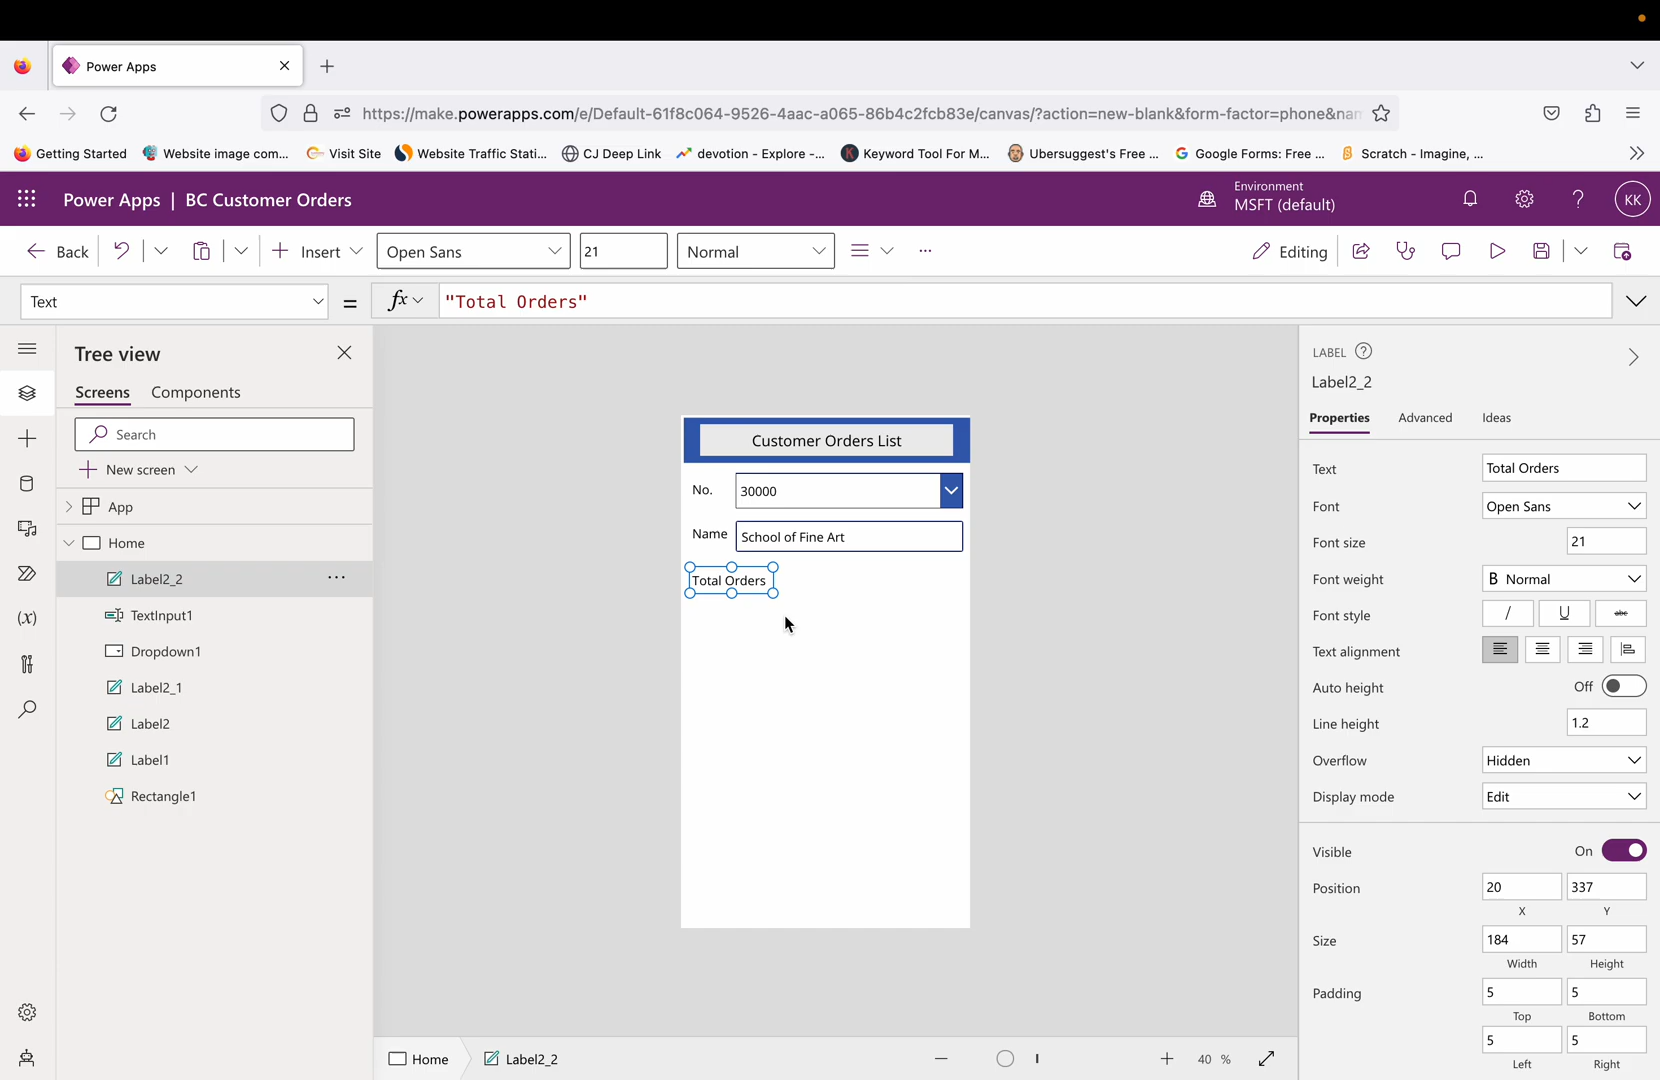 Power Apps
https://make.powerapps.com/e/Default-61f8c064-9526-4aac-a065-86b4c2fcb83e/canvas/?action=new-blank&form-factor=phone&nam
Getting Started
Website image com...
Visit Site
Website Traffic Stati...
CJ Deep Link
devotion - Explore -...
Keyword Tool For M...
Ubersuggest's Free ...
Google Forms: Free ...
Scratch - Imagine, ...
Power Apps | BC Customer Orders
Environment
MSFT (default)
KK
Back
Insert
Open Sans
21
Normal
...
Editing
Text
=
fx
"Total Orders"
Tree view
Screens
Components
Search
New screen
App
Home
Label2_2
...
TextInput1
Dropdown1
Label2_1
Label2
Label1
Rectangle1
Customer Orders List
No.
30000
Name
School of Fine Art
Total Orders
LABEL
Label2_2
Properties
Advanced
Ideas
Text
Total Orders
Font
Open Sans
Font size
21
Font weight
B Normal
Font style
/
U
abc
Text alignment
Auto height
Off
Line height
1.2
Overflow
Hidden
Display mode
Edit
Visible
On
Position
20
337
X
Y
Size
184
57
Width
Height
Padding
5
5
Top
Bottom
5
5
Left
Right
(x)
Home
Label2_2
40 %